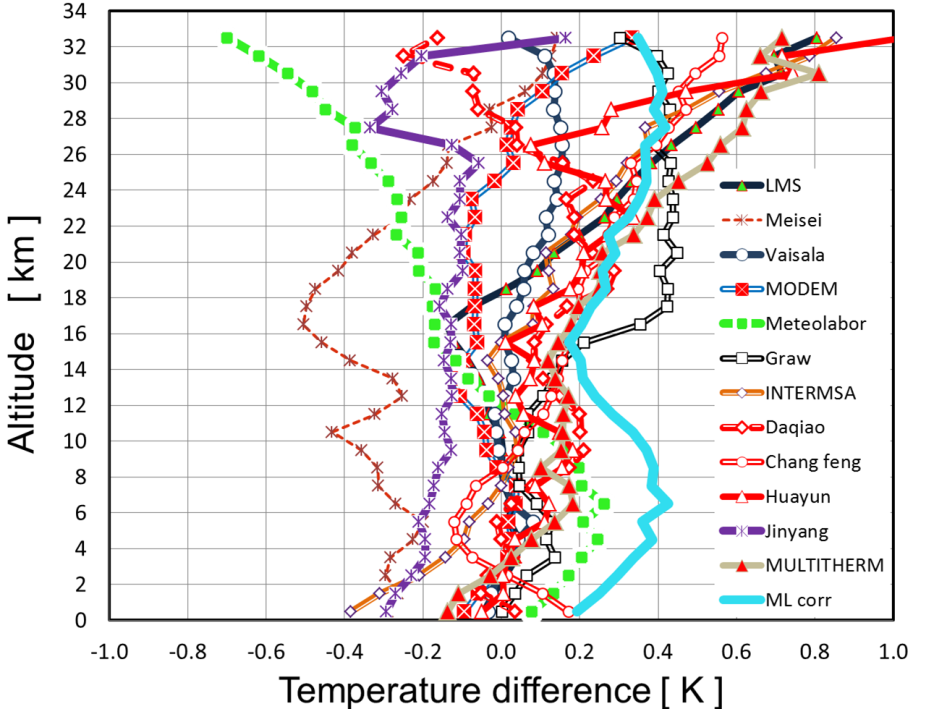 34
32
30
28
26
24
22
20
18
16
14
12
10
8
6
4
2
0
Altitude [ km]
LMS
Meisei
Vaisala
MODEM
Meteolabor
Graw
INTERMSA
Daqiao
Chang feng
Huayun
Jinyang
MULTITHERM
ML corr
-1.0 -0.8 -0.6 -0.4 -0.2 0.0 0.2 0.4 0.6 0.8 1.0
Temperature difference [ K ]